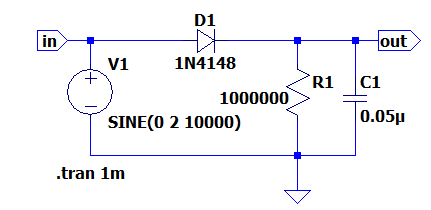 D1
in
out
V1
1N4148
R1
C1
1000000
0.05µ
SINE(0 2 10000)
.tran 1m